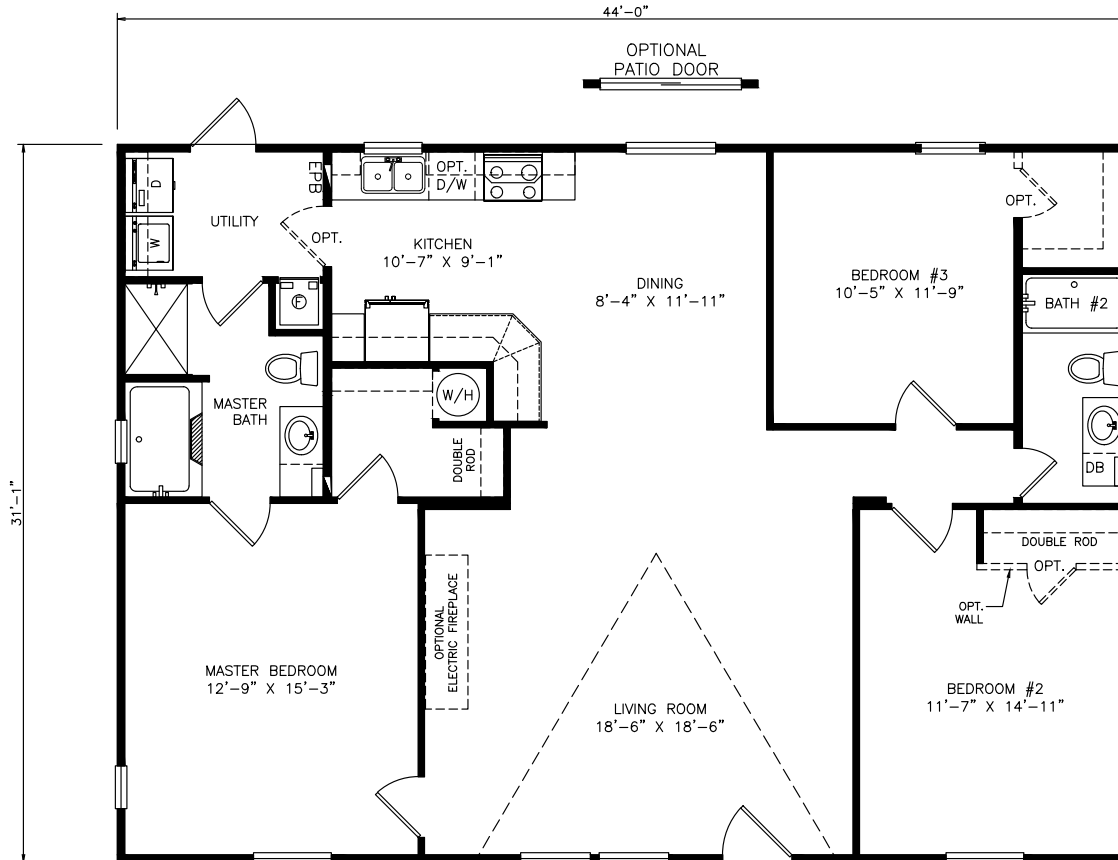 44'-0"
OPTIONAL
PATIO DOOR
31'-1"
D
W
UTILITY
EPB
OPT.
D/W
OPT.
F
KITCHEN
10'-7" X 9'-1"
DINING
8'-4" X 11'-11"
BEDROOM #3
10'-5" X 11'-9"
OPT.
BATH #2
MASTER
BATH
W/H
DOUBLE
ROD
DB
DOUBLE ROD
OPT.
OPT.
WALL
OPTIONAL
ELECTRIC FIREPLACE
MASTER BEDROOM
12'-9" X 15'-3"
LIVING ROOM
18'-6" X 18'-6"
BEDROOM #2
11'-7" X 14'-11"